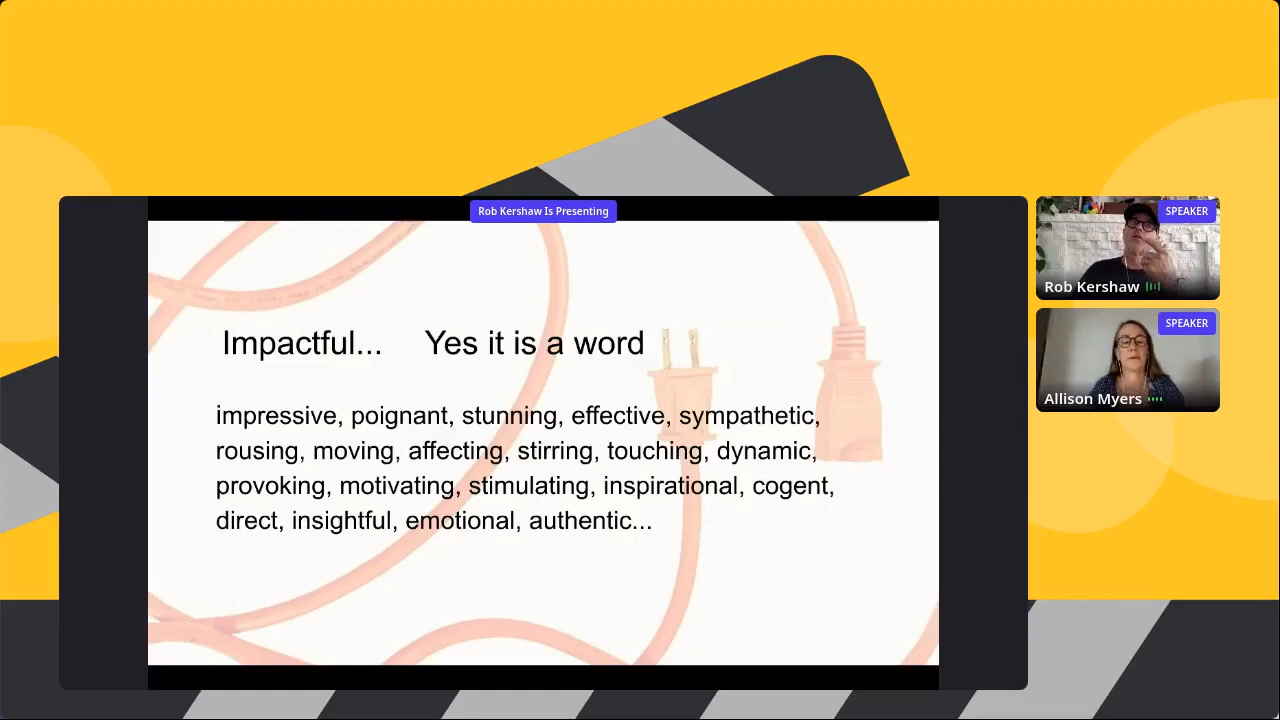 Rob Kershaw Is Presenting
Impactful... Yes it is a word
impressive, poignant, stunning, effective, sympathetic,
rousing, moving, affecting, stirring, touching, dynamic,
provoking, motivating, stimulating, inspirational, cogent,
direct, insightful, emotional, authentic...
SPEAKER
Rob Kershaw
SPEAKER
Allison Myers